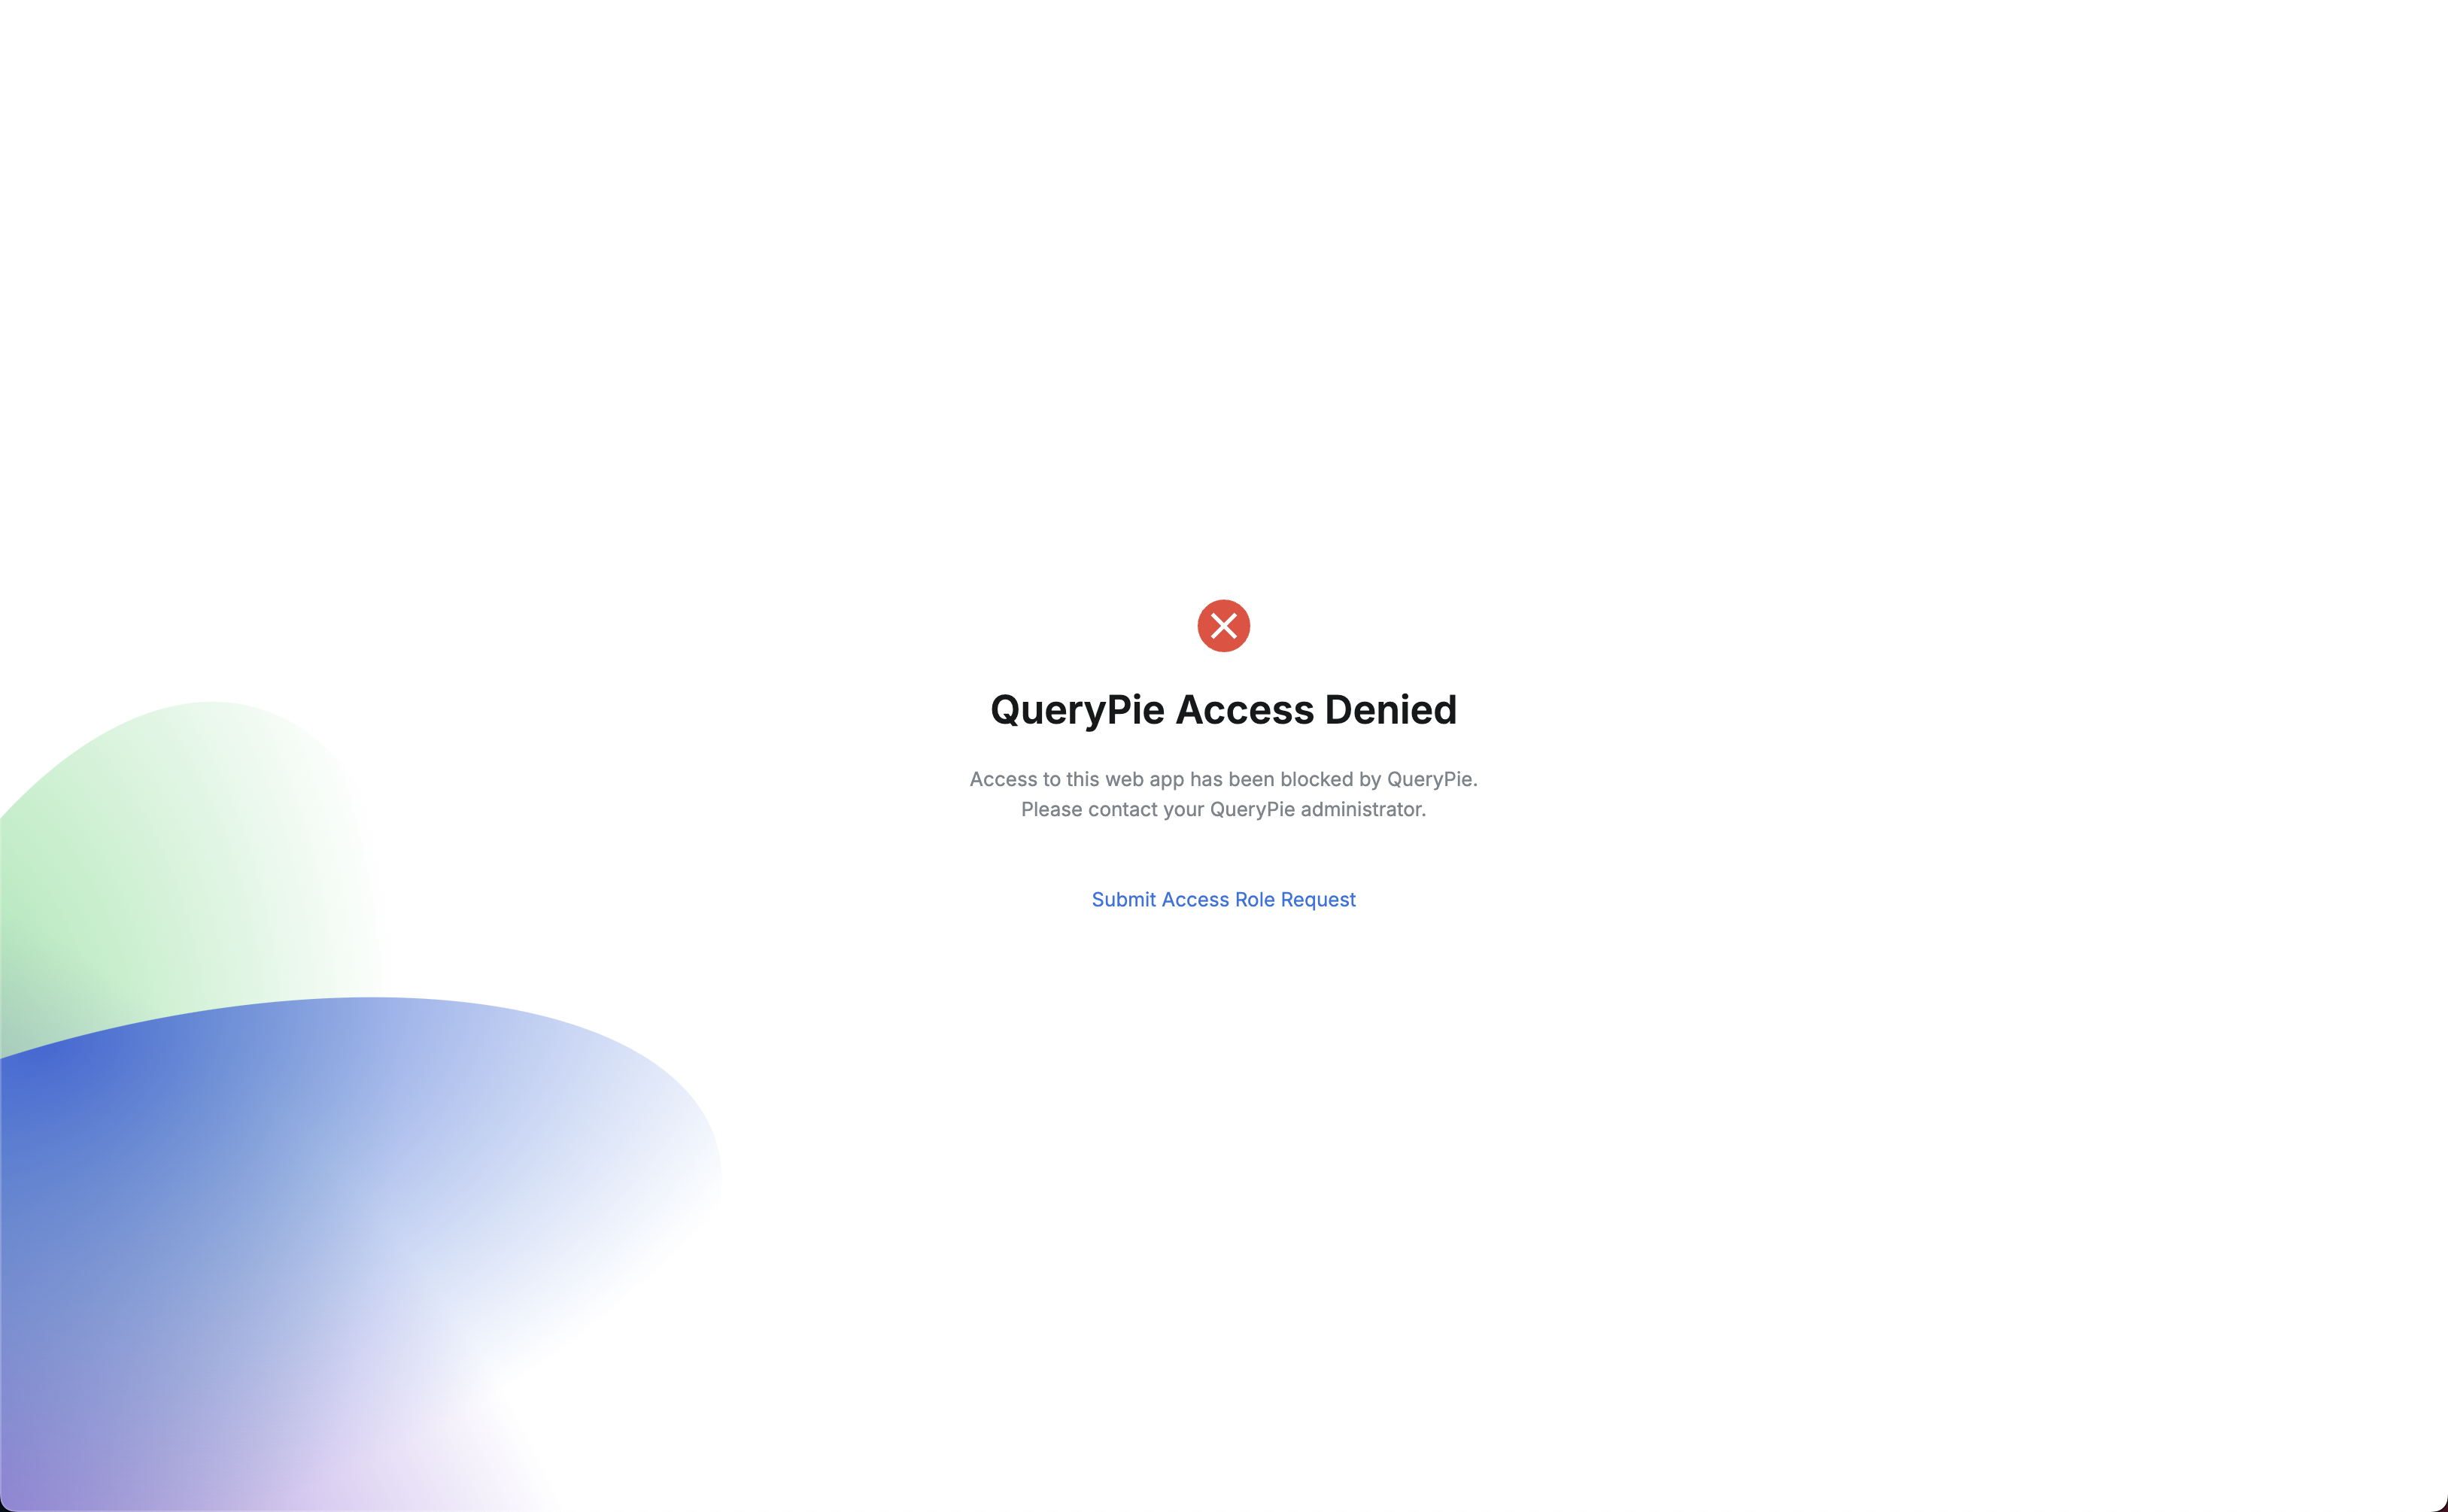 QueryPie Access Denied
Access to this web app has been blocked by QueryPie.
Please contact your QueryPie administrator.
Submit Access Role Request